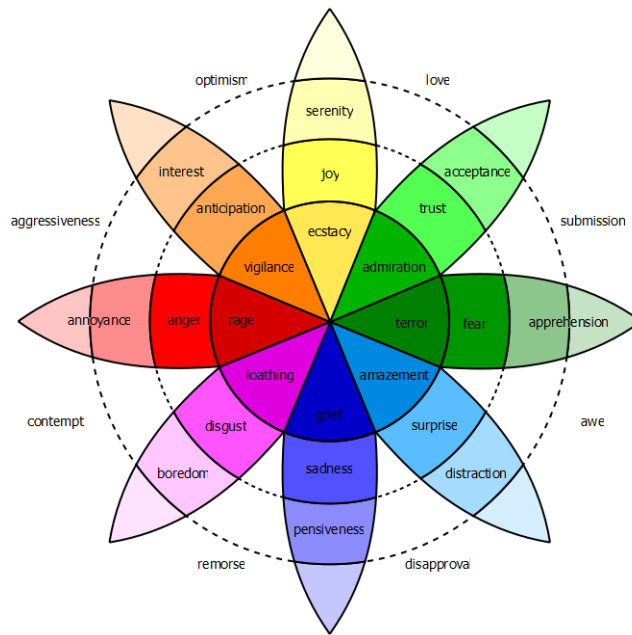 optimism
love
serenity
interest
acceptance
joy
anticipation
trust
aggressiveness
submission
ecstacy
vigilance
admiration
annoyance
anger
rage
terror
fear
apprehension
loathing
amazement
contempt
grief
awe
disgust
surprise
boredom
sadness
distraction
pensiveness
remorse
disapproval